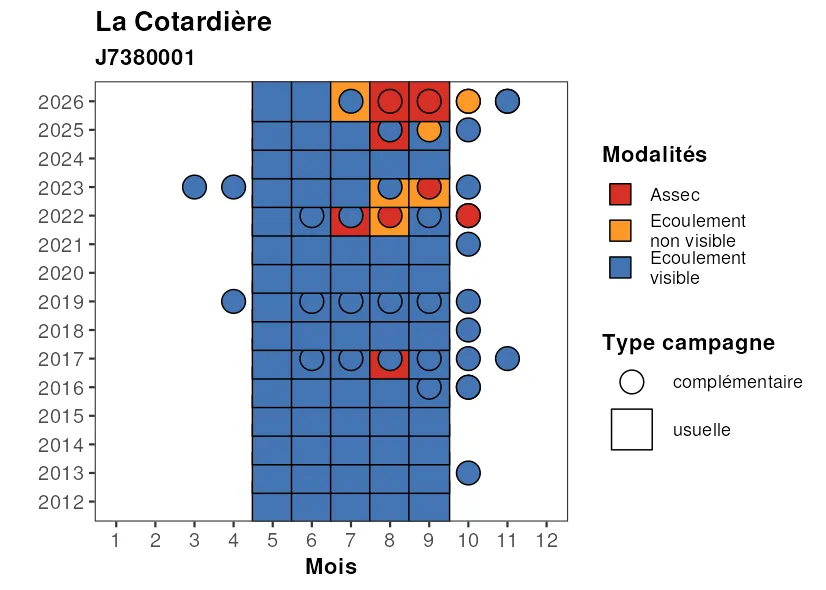 La Cotardière
J7380001
2026
2025
2024
2023
2022
2021
2020
2019
2018
2017
2016
2015
2014
2013
2012
1 2 3 4 5 6 7 8 9 10 11 12
Mois
Modalités
Assec
Ecoulement
non visible
Ecoulement
visible
Type campagne
complémentaire
usuelle